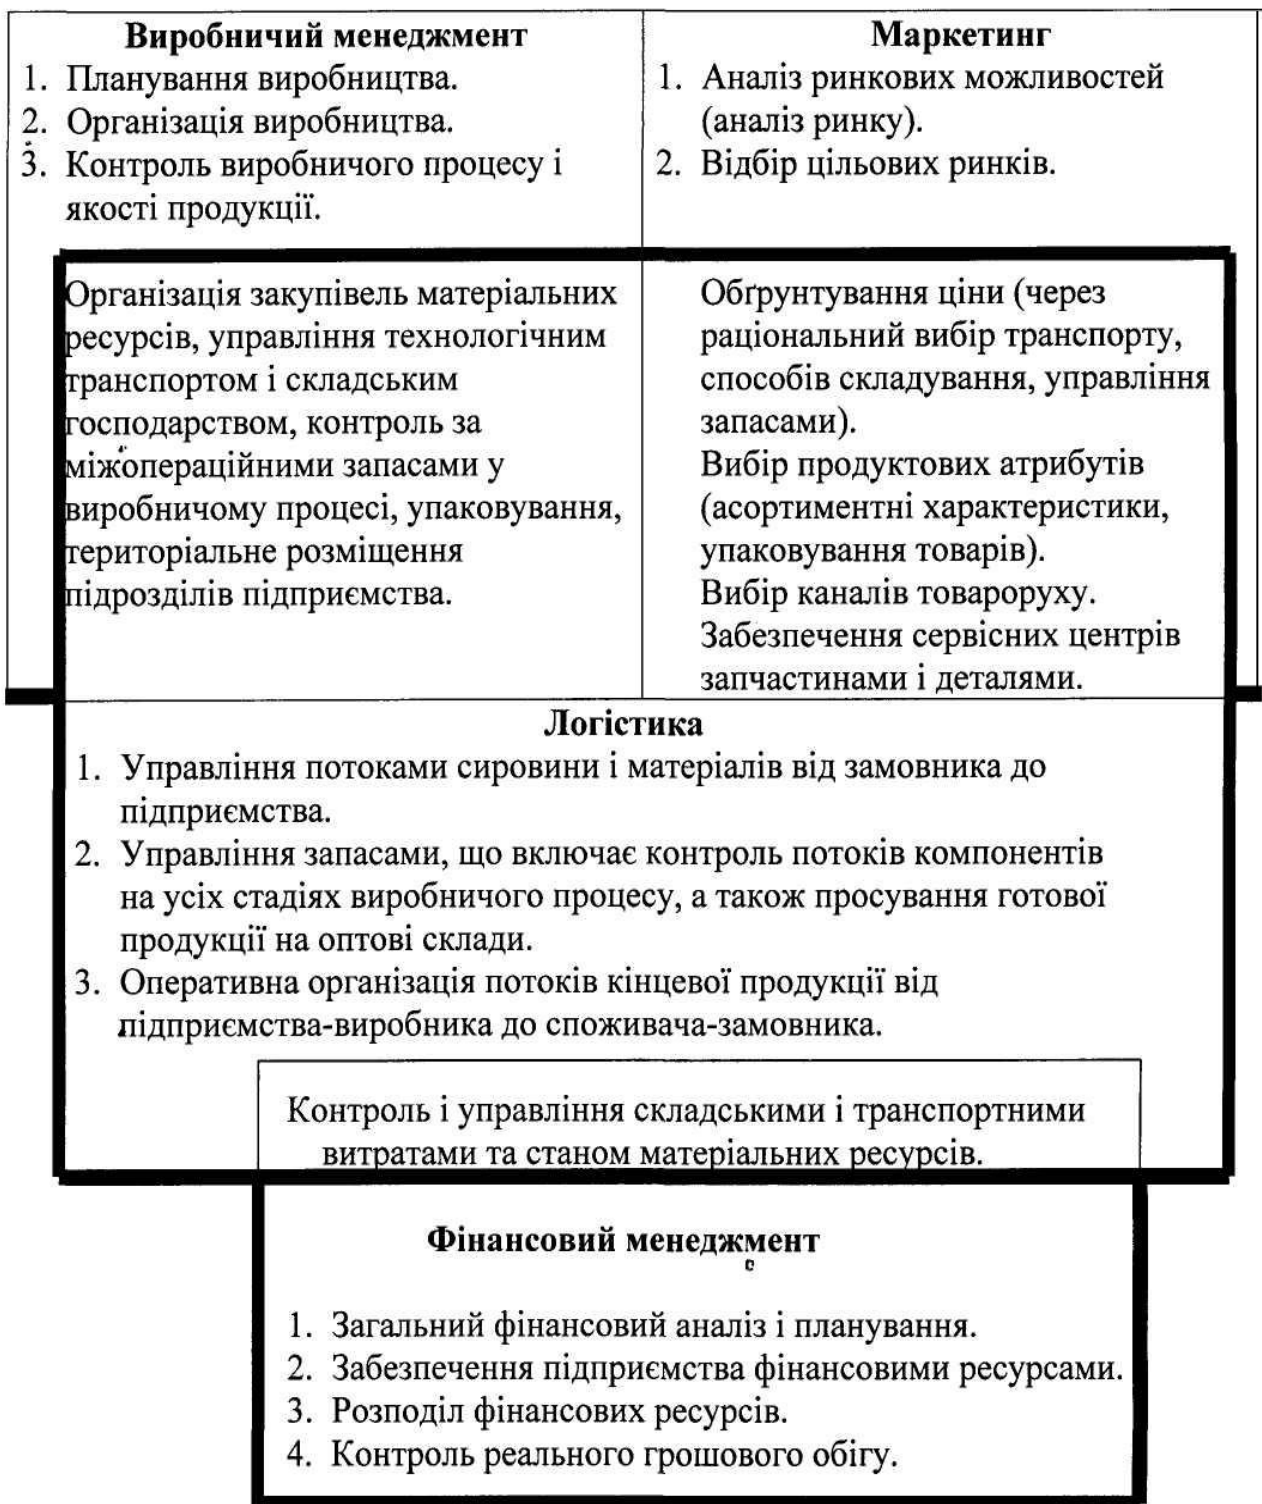 Виробничий менеджмент
1. Планування виробництва.
2. Організація виробництва.
3. Контроль виробничого процесу і
якості продукції.
Маркетинг
1. Аналіз ринкових можливостей
(аналіз ринку).
2. Відбір цільових ринків.
Організація закупівель матеріальних
ресурсів, управління технологічним
транспортом і складським
господарством, контроль за
міжопераційними запасами у
виробничому процесі, упаковування,
територіальне розміщення
підрозділів підприємства.
Обґрунтування ціни (через
раціональний вибір транспорту,
способів складування, управління
запасами).
Вибір продуктових атрибутів
(асортиментні характеристики,
упаковування товарів).
Вибір каналів товароруху.
Забезпечення сервісних центрів
запчастинами і деталями.
Логістика
1. Управління потоками сировини і матеріалів від замовника до
підприємства.
2. Управління запасами, що включає контроль потоків компонентів
на усіх стадіях виробничого процесу, а також просування готової
продукції на оптові склади.
3. Оперативна організація потоків кінцевої продукції від
підприємства-виробника до споживача-замовника.
Контроль і управління складськими і транспортними
витратами та станом матеріальних ресурсів.
Фінансовий менеджмент
1. Загальний фінансовий аналіз і планування.
2. Забезпечення підприємства фінансовими ресурсами.
3. Розподіл фінансових ресурсів.
4. Контроль реального грошового обігу.